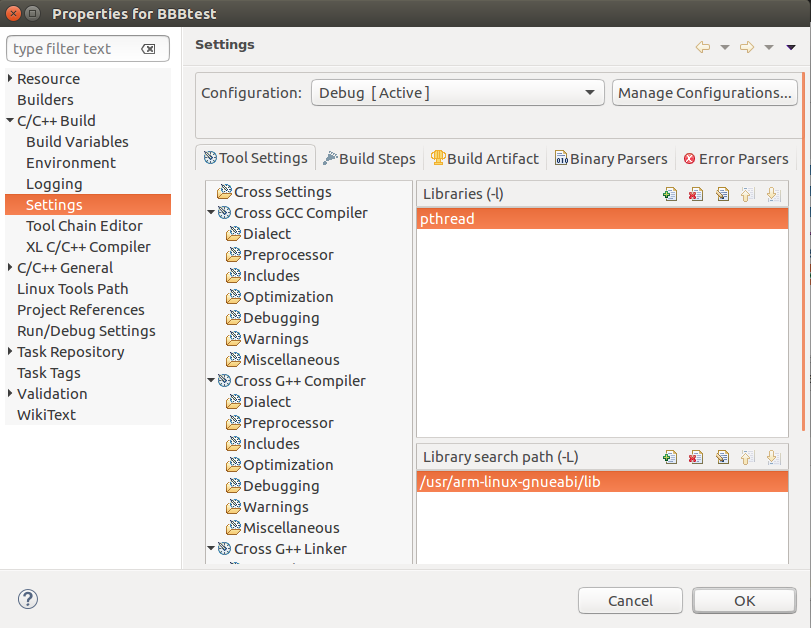 Properties for BBBtest
type filter text
Resource
Builders
C/C++ Build
Build Variables
Environment
Logging
Settings
Tool Chain Editor
XL C/C++ Compiler
C/C++ General
Linux Tools Path
Project References
Run/Debug Settings
Task Repository
Task Tags
Validation
WikiText
Settings
Configuration: Debug [ Active ] Manage Configurations...
Tool Settings Build Steps Build Artifact Binary Parsers Error Parsers
Cross Settings
Cross GCC Compiler
Dialect
Preprocessor
Includes
Optimization
Debugging
Warnings
Miscellaneous
Cross G++ Compiler
Dialect
Preprocessor
Includes
Optimization
Debugging
Warnings
Miscellaneous
Cross G++ Linker
Libraries (-l)
pthread
Library search path (-L)
/usr/arm-linux-gnueabi/lib
? Cancel OK